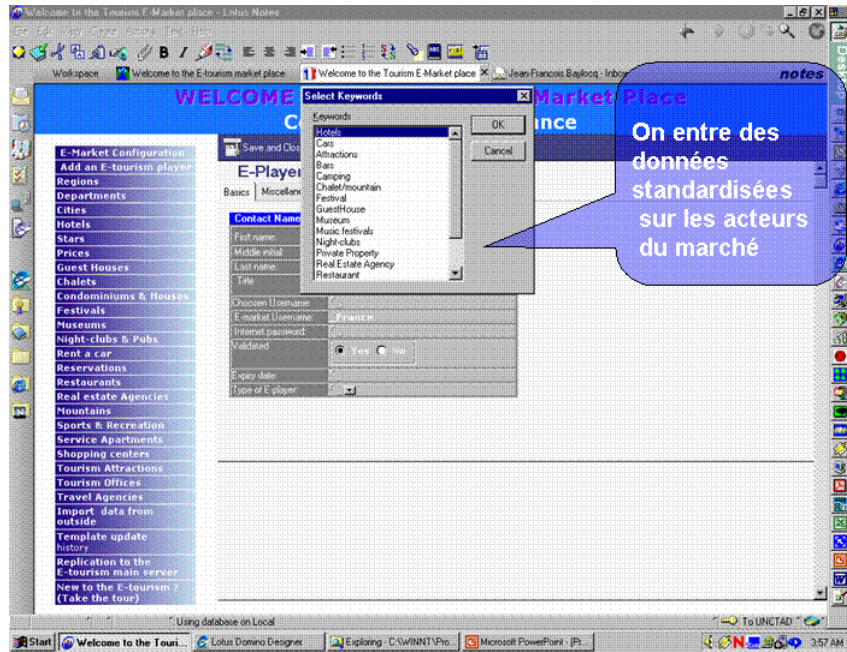 Welcome to the Tourism E-Market place - Lotus Notes
Workspace
Welcome to the E-tourism market place
Welcome to the Tourism E-Market place
Jean-Francois Baylocq - Inbox
notes
WELCOME
Market Place
Select Keywords
Keywords
Hotels
Cars
Attractions
Bars
Camping
Chalet/mountain
Festival
GuestHouse
Museum
Music festivals
Night-clubs
Private Property
Real Estate Agency
Restaurant
OK
Cancel
On entre des
données
standardisées
sur les acteurs
du marché
Desktop
E-Market Configuration
Add an E-tourism player
Regions
Departments
Cities
Hotels
Stars
Prices
Guest Houses
Chalets
Condominiums & Houses
Festivals
Museums
Night-clubs & Pubs
Rent a car
Reservations
Restaurants
Real estate Agencies
Mountains
Sports & Recreation
Service Apartments
Shopping centers
Tourism Attractions
Tourism Offices
Travel Agencies
Import data from
outside
Template update
history
Replication to the
E-tourism main server
New to the E-tourism ?
(Take the tour)
Save and Clos
E-Player
Basics
Miscellane
Contact Name
First name:
Middle initial:
Last name:
Title
Choosen Username:
E-market Username:
France
Internet password:
Validated
Yes
No
Expiry date:
Type of E-player:
Using database on Local
To UNCTAD
Start
Welcome to the Touri...
Lotus Domino Designer
Exploring - C:\WINNT\Pro...
Microsoft PowerPoint - [Pr...
3:57 AM